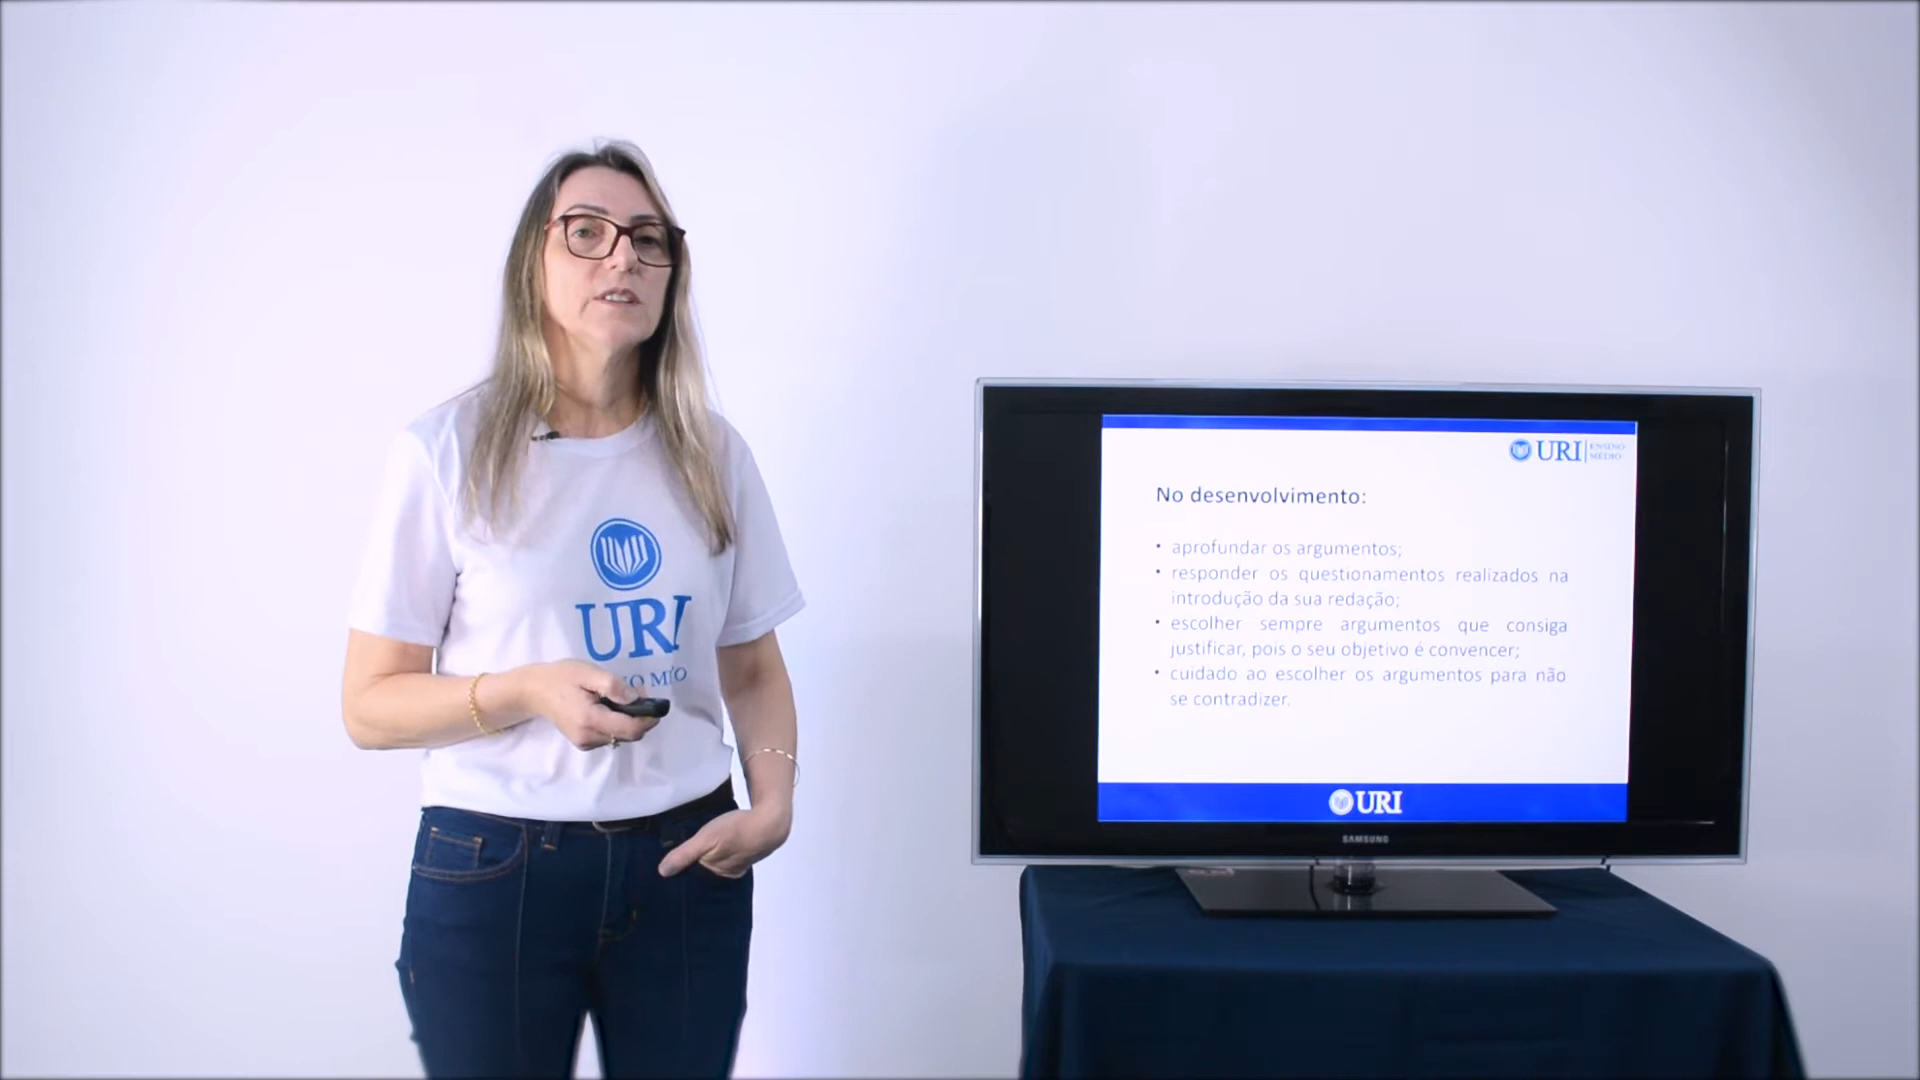 URI
NO MÉDIO
URI ENSINO
MÉDIO
No desenvolvimento:
• aprofundar os argumentos;
• responder os questionamentos realizados na
introdução da sua redação;
• escolher sempre argumentos que consiga
justificar, pois o seu objetivo é convencer;
• cuidado ao escolher os argumentos para não
se contradizer.
URI
SAMSUNG